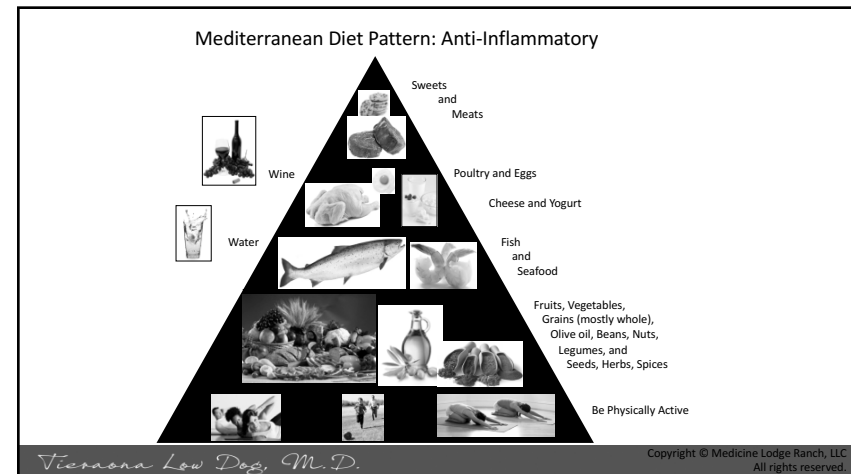 Mediterranean Diet Pattern: Anti-Inflammatory
Sweets
and
Meats
Wine
Poultry and Eggs
Cheese and Yogurt
Water
Fish
and
Seafood
Fruits, Vegetables,
Grains (mostly whole),
Olive oil, Beans, Nuts,
Legumes, and
Seeds, Herbs, Spices
Be Physically Active
Tieraona Low Dog, M.D.
Copyright © Medicine Lodge Ranch, LLC
All rights reserved.